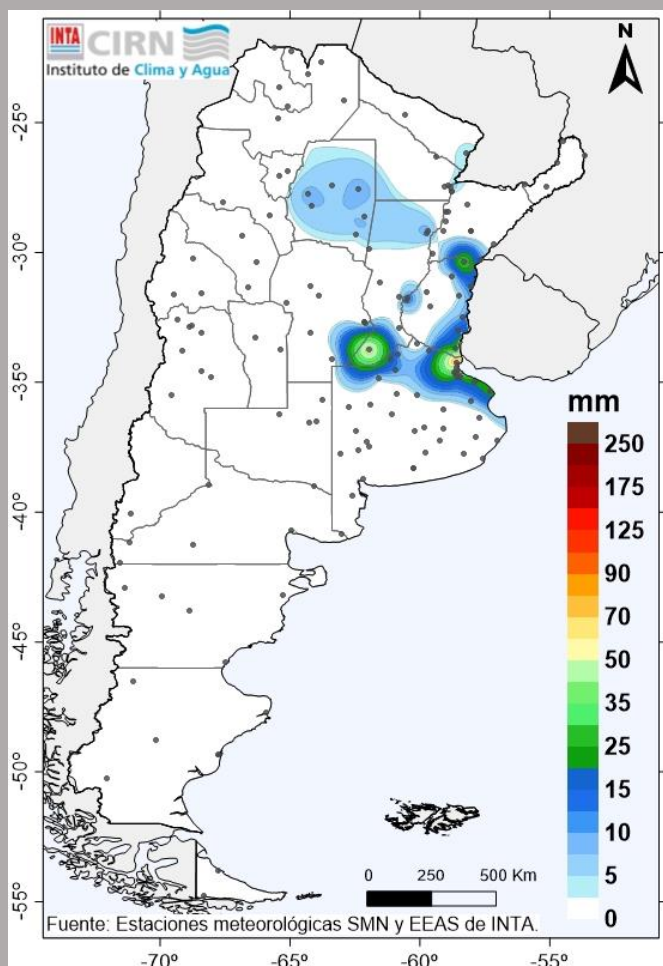 INTA
CIRN
Instituto de Clima y Agua
N
-25°
-30°
-35°
-40°
-45°
-50°
-55°
mm
250
175
125
90
70
50
35
25
15
10
5
0
0 250 500 Km
Fuente: Estaciones meteorológicas SMN y EEAS de INTA.
-70° -65° -60° -55°